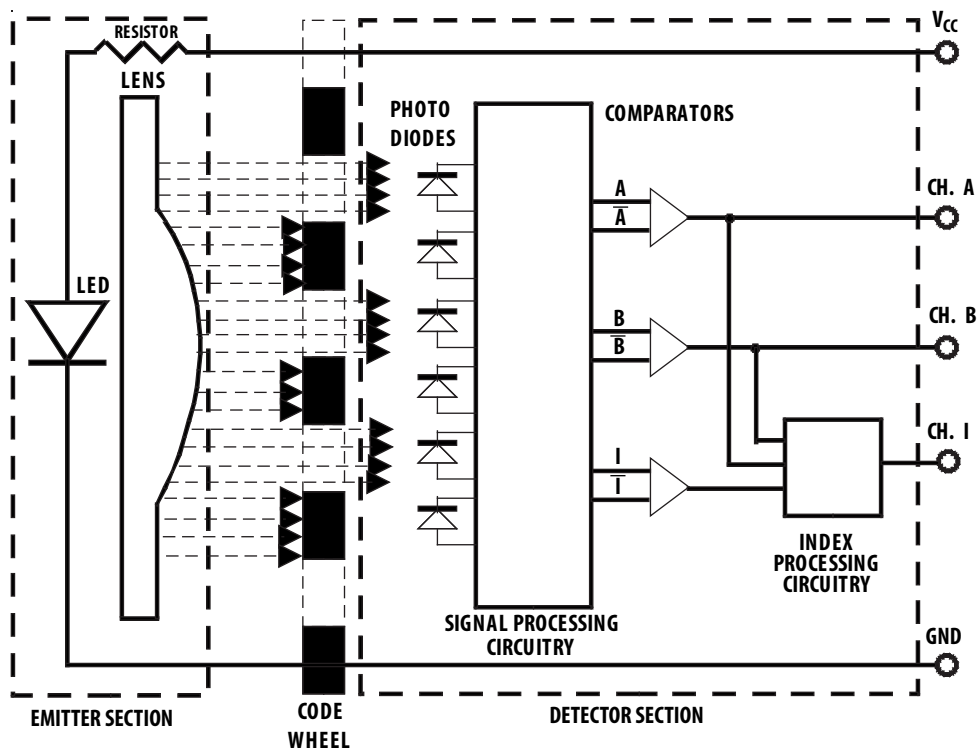 RESISTOR
V_CC
LENS
PHOTO
DIODES
COMPARATORS
A
A̅
CH. A
LED
B
B̅
CH. B
I
I̅
CH. I
INDEX
PROCESSING
CIRCUITRY
SIGNAL PROCESSING
CIRCUITRY
GND
EMITTER SECTION
CODE
WHEEL
DETECTOR SECTION